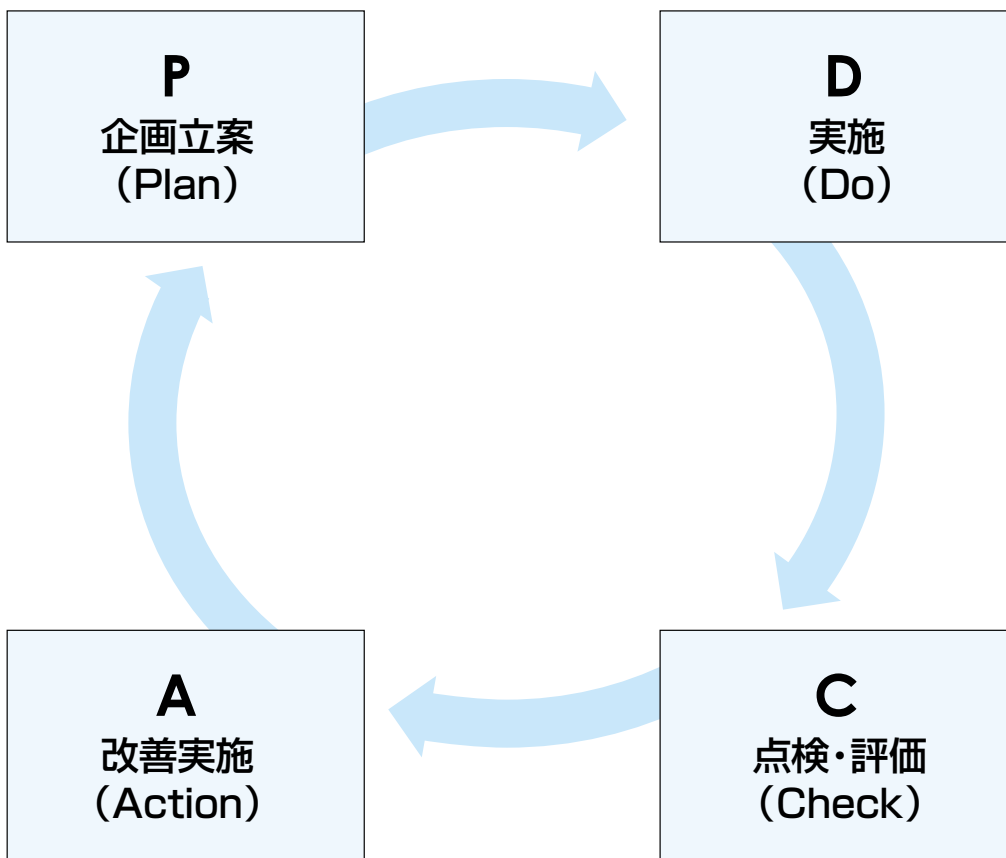 P
企画立案
（Plan）
D
実施
（Do）
C
点検・評価
（Check）
A
改善実施
（Action）